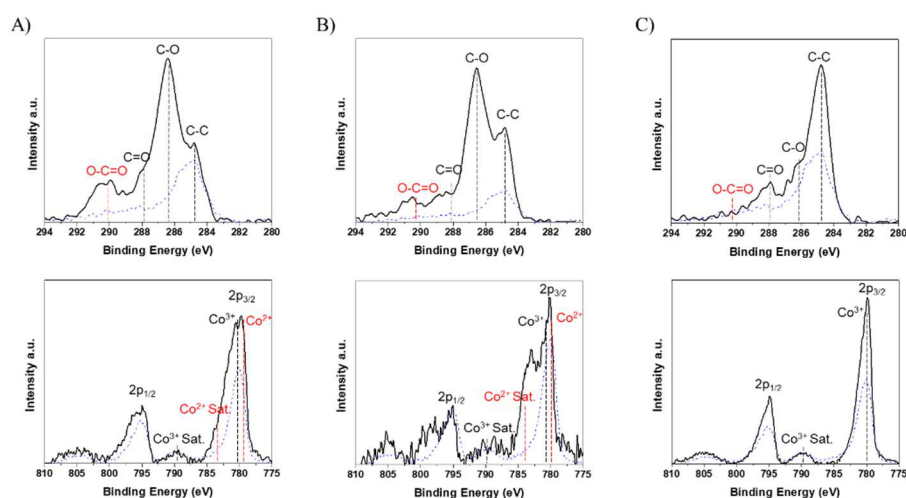 A)
B)
C)
C-O
O-C=O
C=O
C-C
Intensity a.u.
294 292 290 288 286 284 282 280
Binding Energy (eV)
C-O
C-C
O-C=O
C=O
Intensity a.u.
294 292 290 288 286 284 282 280
Binding Energy (eV)
C-C
C-O
C=O
O-C=O
Intensity a.u.
294 292 290 288 286 284 282 280
Binding Energy (eV)
2p3/2
Co3+
Co2+
2p1/2
Co2+ Sat.
Co3+ Sat.
Intensity a.u.
810 805 800 795 790 785 780 775
Binding Energy (eV)
2p3/2
Co3+
Co2+
2p1/2
Co2+ Sat.
Co3+ Sat.
Intensity a.u.
810 805 800 795 790 785 780 775
Binding Energy (eV)
2p3/2
Co3+
2p1/2
Co3+ Sat.
Intensity a.u.
810 805 800 795 790 785 780 775
Binding Energy (eV)